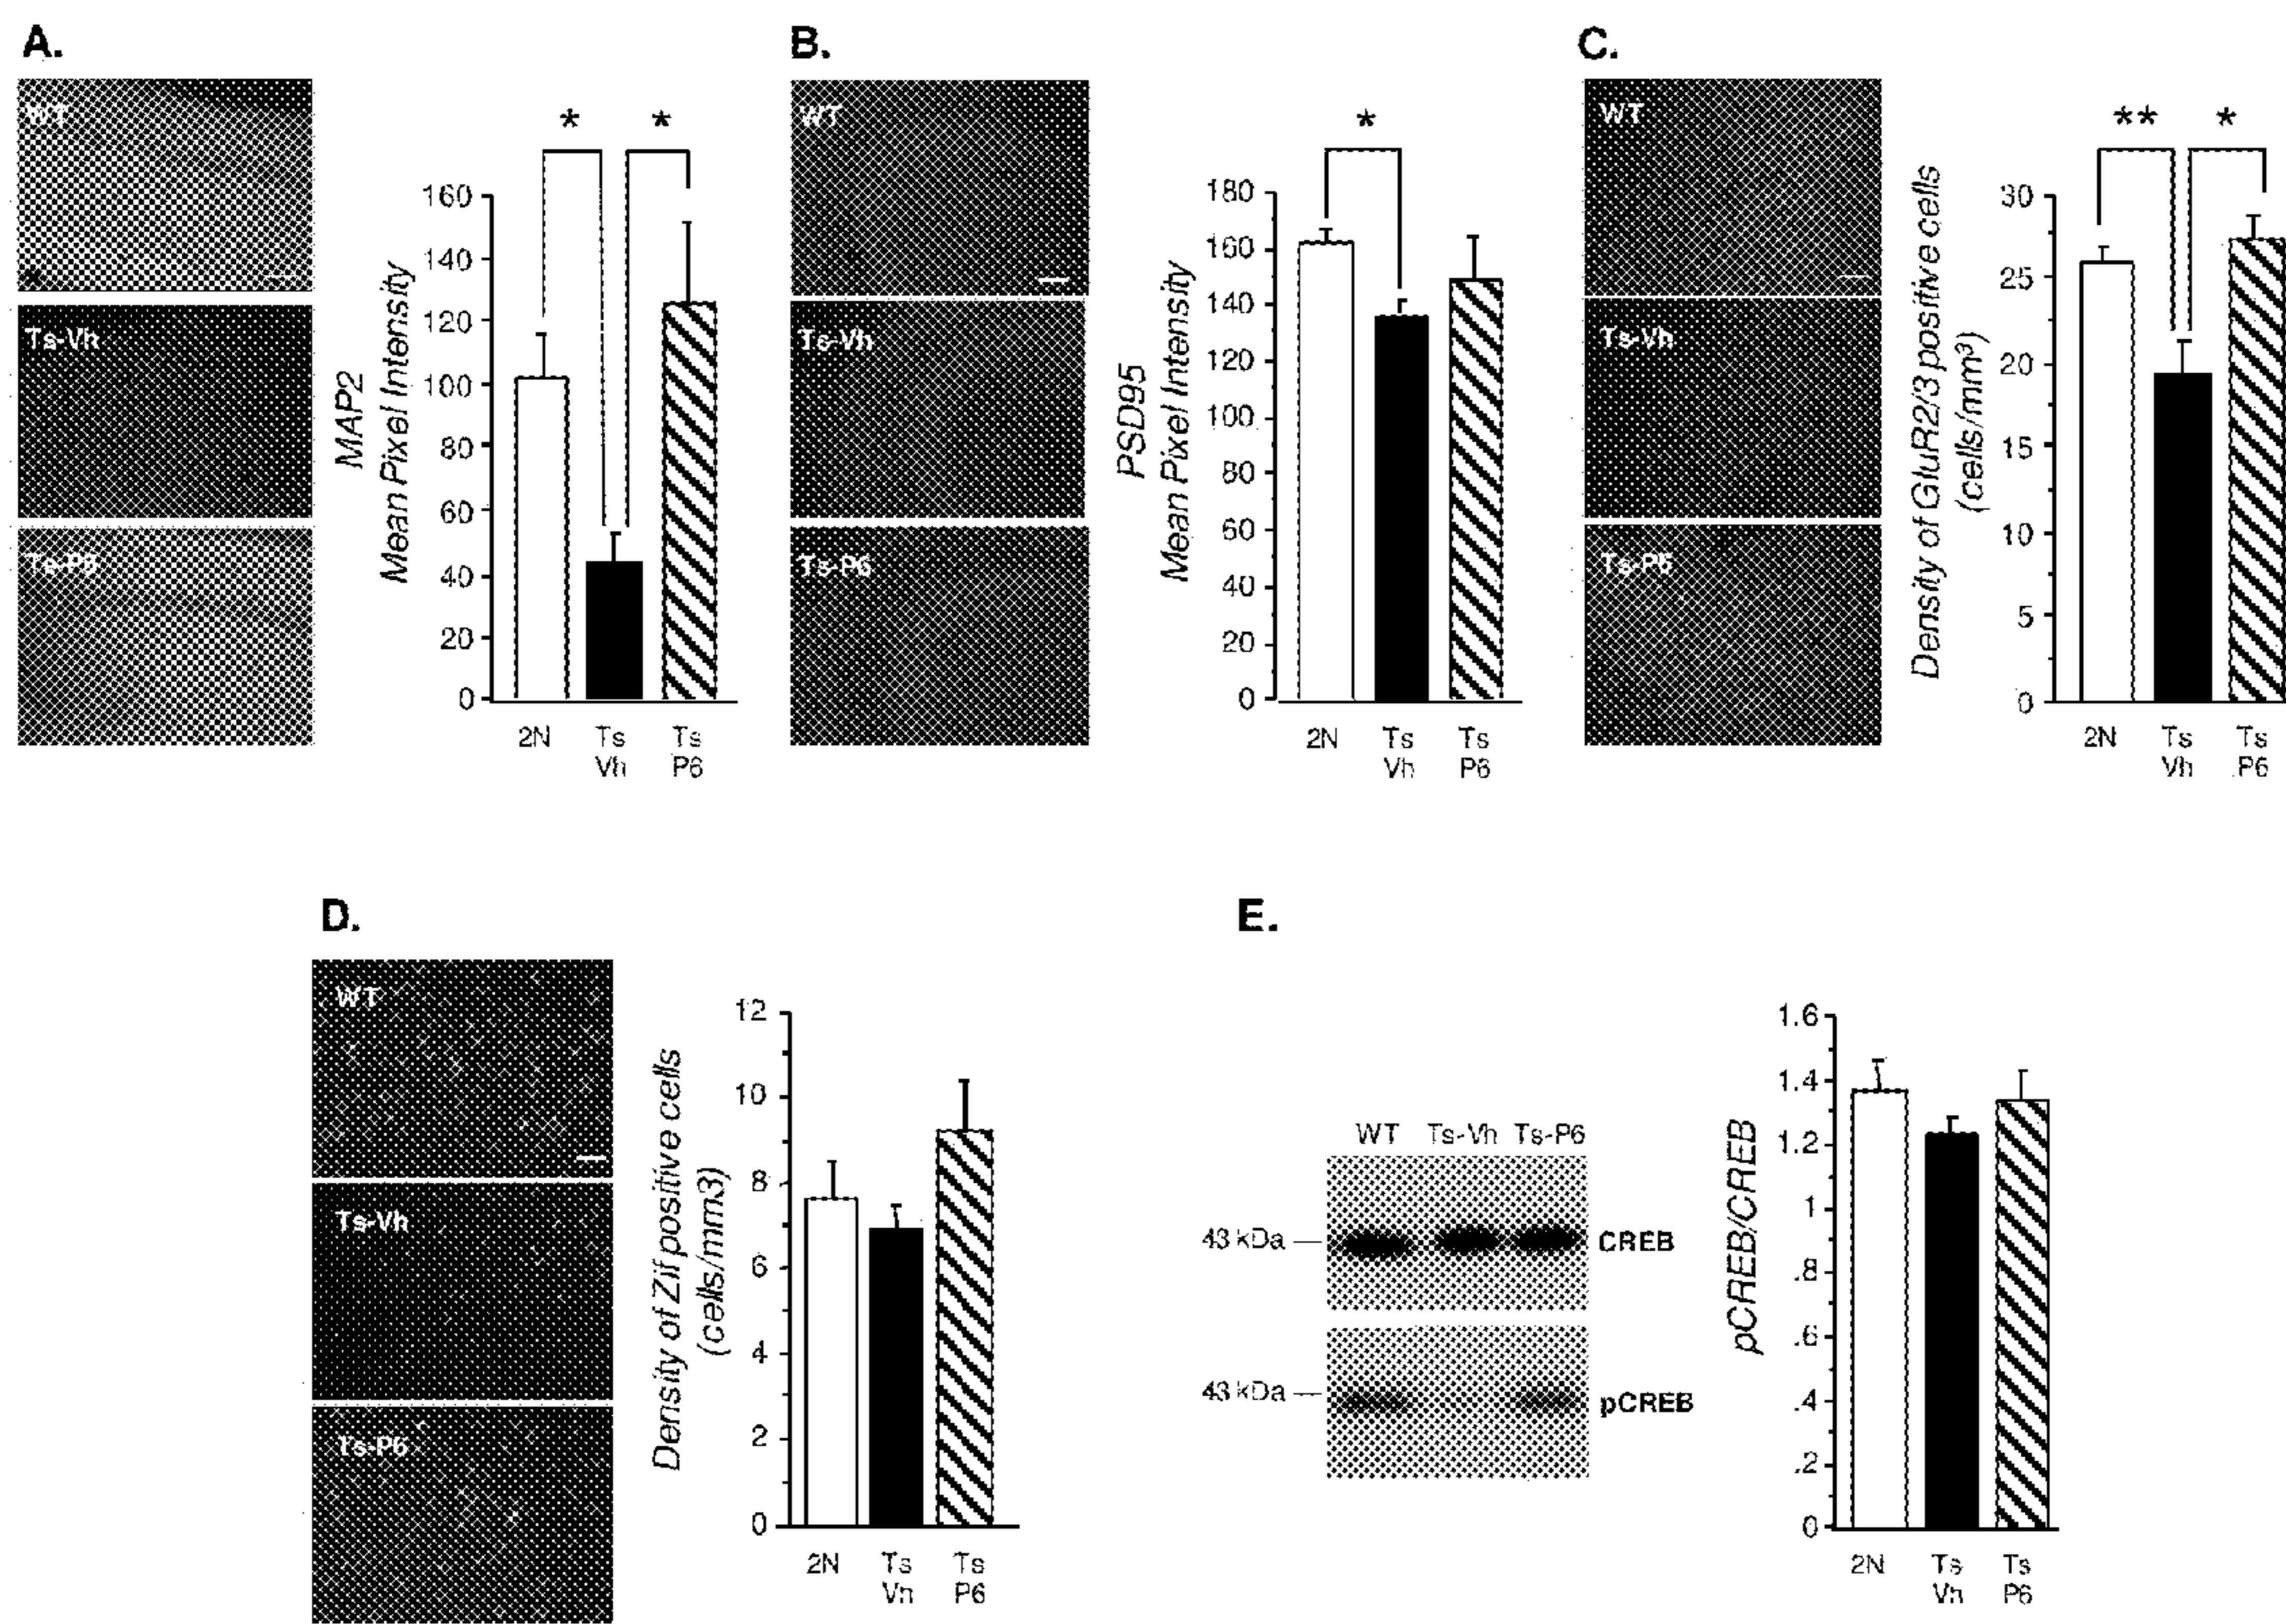 A.
WT
Ts-Vh
Ts-P6
MAP2
Mean Pixel Intensity
* *
160
140
120
100
80
60
40
20
0
2N Ts Vh Ts P6
B.
WT
Ts-Vh
Ts-P6
PSD95
Mean Pixel Intensity
*
180
160
140
120
100
80
60
40
20
0
2N Ts Vh Ts P6
C.
WT
Ts-Vh
Ts-P6
Density of GluR2/3 positive cells
(cells/mm³)
** *
30
25
20
15
10
5
0
2N Ts Vh Ts P6
D.
WT
Ts-Vh
Ts-P6
Density of Zif positive cells
(cells/mm3)
12
10
8
6
4
2
0
2N Ts Vh Ts P6
E.
WT Ts-Vh Ts-P6
43 kDa CREB
43 kDa pCREB
pCREB/CREB
1.6
1.4
1.2
1
.8
.6
.4
.2
0
2N Ts Vh Ts P6